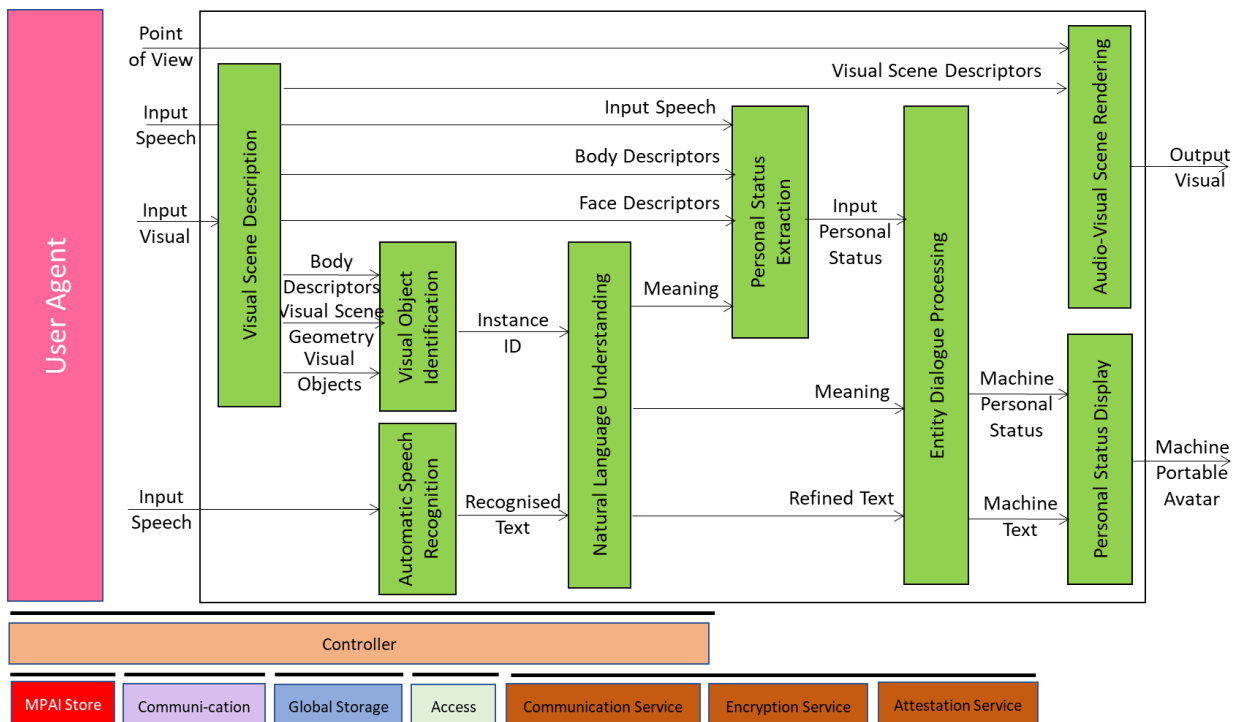 User Agent
Point
of View
Input
Speech
Input
Visual
Input
Speech
Visual Scene Description
Visual Scene Descriptors
Input Speech
Body Descriptors
Face Descriptors
Body
Descriptors
Visual Scene
Geometry
Visual
Objects
Visual Object
Identification
Automatic Speech
Recognition
Instance
ID
Recognised
Text
Natural Language Understanding
Meaning
Meaning
Refined Text
Personal Status
Extraction
Input
Personal
Status
Entity Dialogue Processing
Machine
Personal
Status
Machine
Text
Audio-Visual Scene Rendering
Personal Status Display
Output
Visual
Machine
Portable
Avatar
Controller
MPAI Store
Communi-cation
Global Storage
Access
Communication Service
Encryption Service
Attestation Service